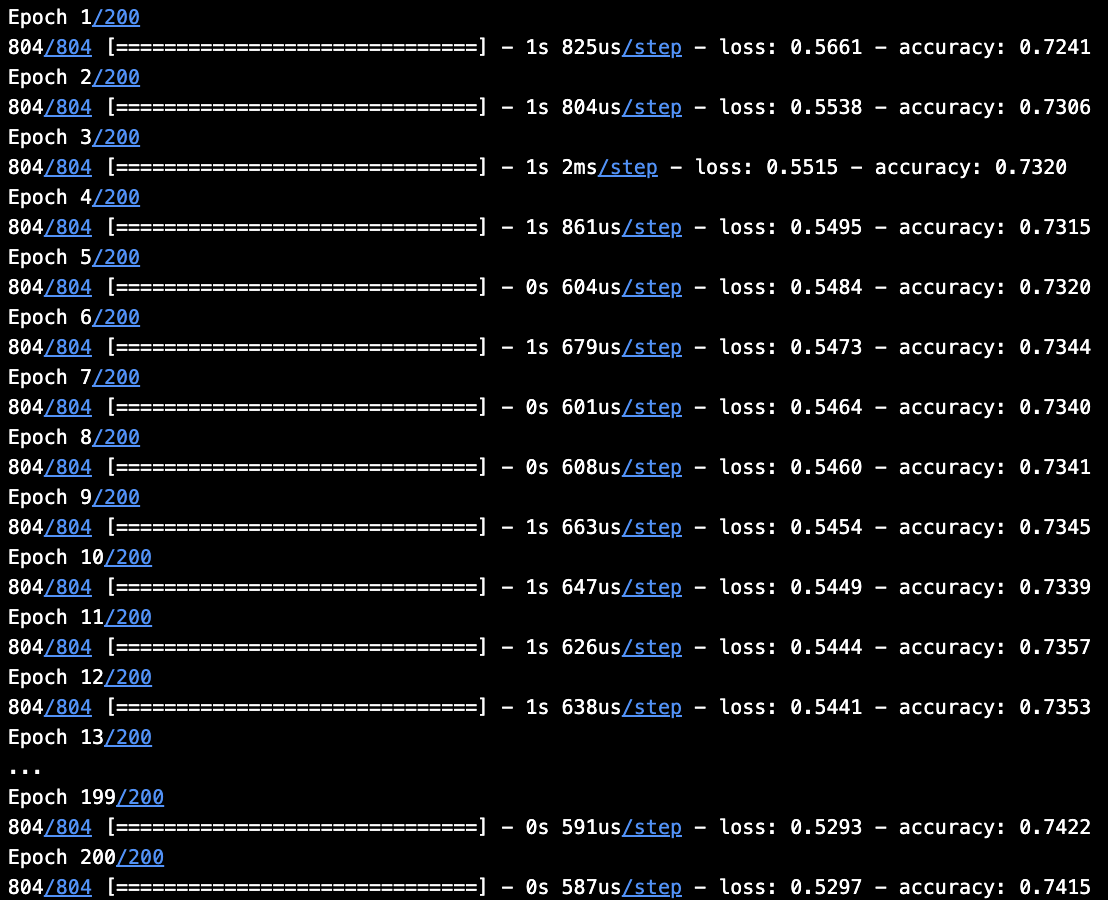 Epoch 1/200
804/804 [==============================] - 1s 825us/step - loss: 0.5661 - accuracy: 0.7241
Epoch 2/200
804/804 [==============================] - 1s 804us/step - loss: 0.5538 - accuracy: 0.7306
Epoch 3/200
804/804 [==============================] - 1s 2ms/step - loss: 0.5515 - accuracy: 0.7320
Epoch 4/200
804/804 [==============================] - 1s 861us/step - loss: 0.5495 - accuracy: 0.7315
Epoch 5/200
804/804 [==============================] - 0s 604us/step - loss: 0.5484 - accuracy: 0.7320
Epoch 6/200
804/804 [==============================] - 1s 679us/step - loss: 0.5473 - accuracy: 0.7344
Epoch 7/200
804/804 [==============================] - 0s 601us/step - loss: 0.5464 - accuracy: 0.7340
Epoch 8/200
804/804 [==============================] - 0s 608us/step - loss: 0.5460 - accuracy: 0.7341
Epoch 9/200
804/804 [==============================] - 1s 663us/step - loss: 0.5454 - accuracy: 0.7345
Epoch 10/200
804/804 [==============================] - 1s 647us/step - loss: 0.5449 - accuracy: 0.7339
Epoch 11/200
804/804 [==============================] - 1s 626us/step - loss: 0.5444 - accuracy: 0.7357
Epoch 12/200
804/804 [==============================] - 1s 638us/step - loss: 0.5441 - accuracy: 0.7353
Epoch 13/200
...
Epoch 199/200
804/804 [==============================] - 0s 591us/step - loss: 0.5293 - accuracy: 0.7422
Epoch 200/200
804/804 [==============================] - 0s 587us/step - loss: 0.5297 - accuracy: 0.7415